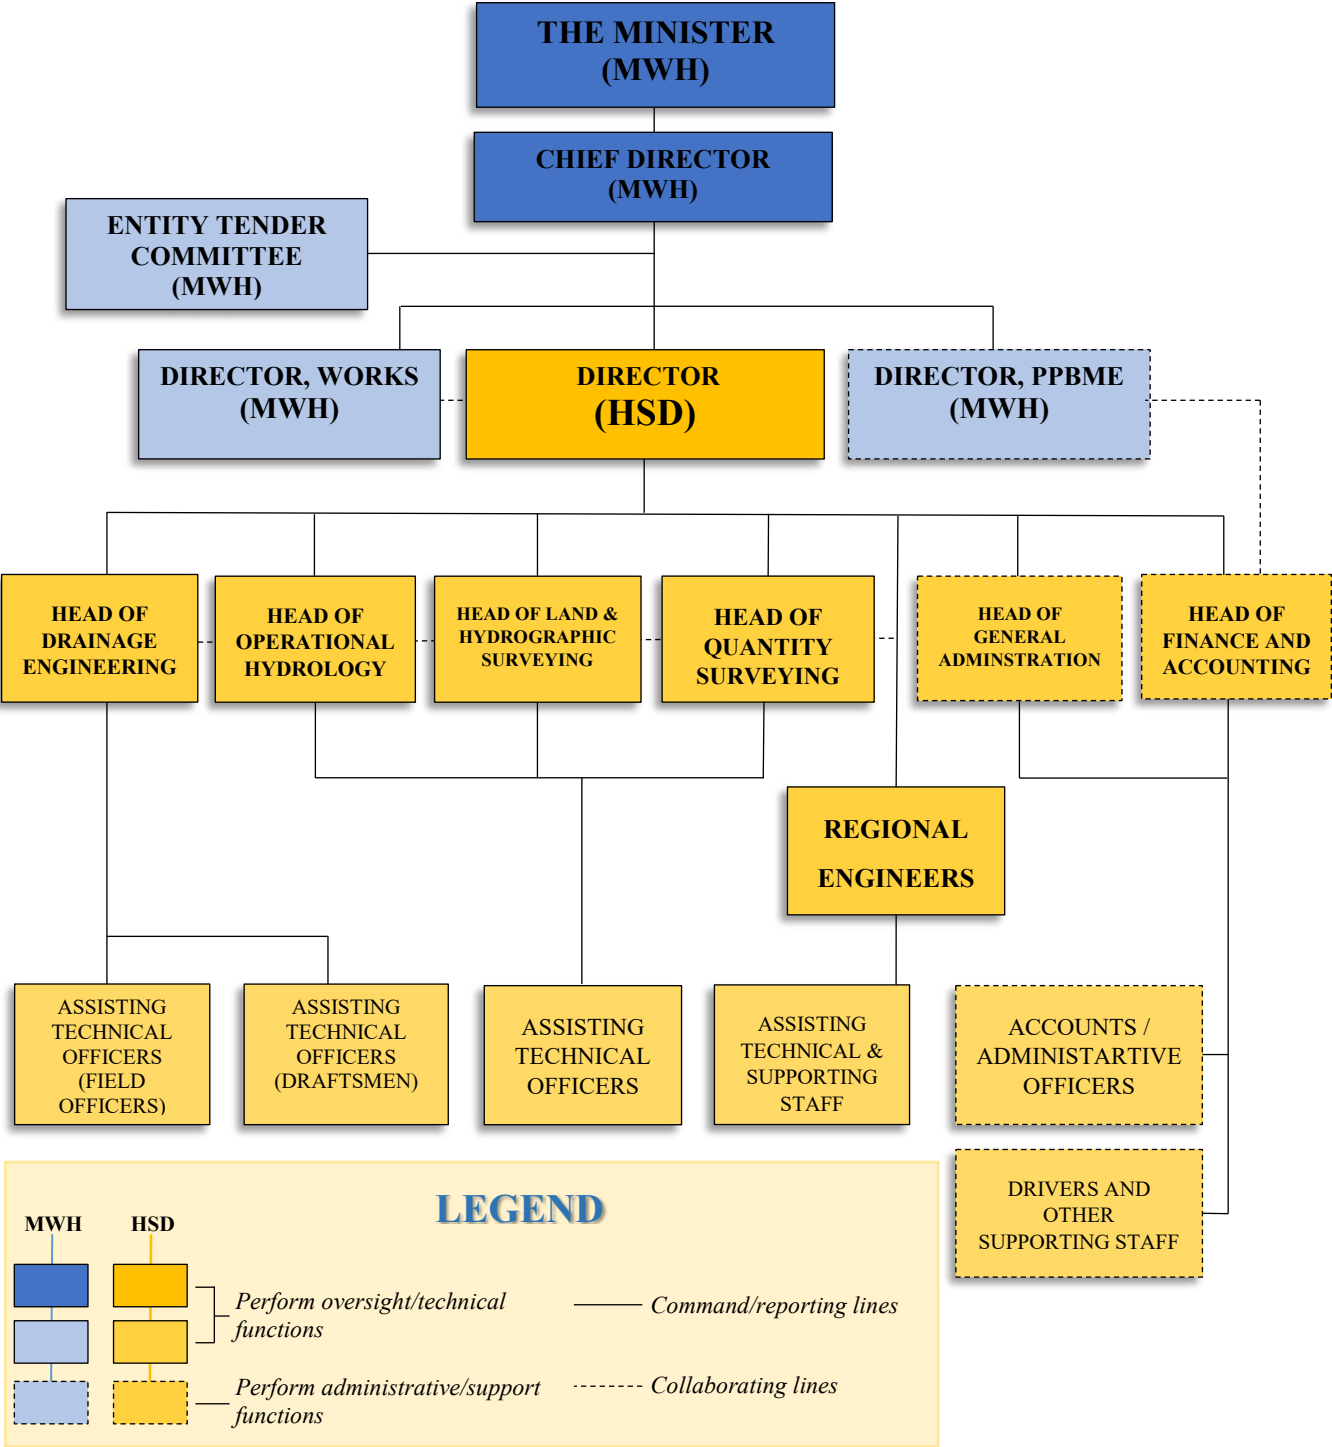 THE MINISTER
(MWH)
CHIEF DIRECTOR
(MWH)
ENTITY TENDER
COMMITTEE
(MWH)
DIRECTOR, WORKS
(MWH)
DIRECTOR
(HSD)
DIRECTOR, PPBME
(MWH)
HEAD OF
DRAINAGE
ENGINEERING
HEAD OF
OPERATIONAL
HYDROLOGY
HEAD OF LAND &
HYDROGRAPHIC
SURVEYING
HEAD OF
QUANTITY
SURVEYING
HEAD OF
GENERAL
ADMINSTRATION
HEAD OF
FINANCE AND
ACCOUNTING
REGIONAL
ENGINEERS
ASSISTING
TECHNICAL
OFFICERS
(FIELD
OFFICERS)
ASSISTING
TECHNICAL
OFFICERS
(DRAFTSMEN)
ASSISTING
TECHNICAL
OFFICERS
ASSISTING
TECHNICAL &
SUPPORTING
STAFF
ACCOUNTS /
ADMINISTARTIVE
OFFICERS
DRIVERS AND
OTHER
SUPPORTING STAFF
LEGEND
MWH
HSD
Perform oversight/technical
functions
Command/reporting lines
Perform administrative/support
functions
Collaborating lines